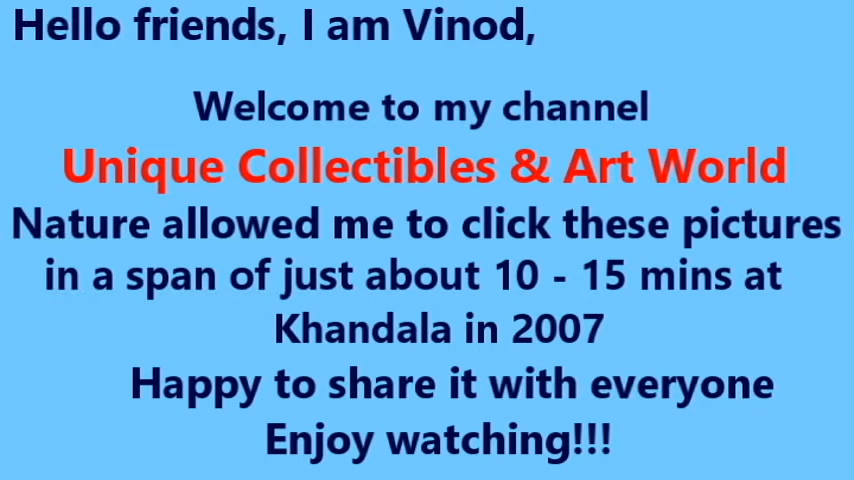 Hello friends, I am Vinod,
Welcome to my channel
Unique Collectibles & Art World
Nature allowed me to click these pictures
in a span of just about 10 - 15 mins at
Khandala in 2007
Happy to share it with everyone
Enjoy watching!!!